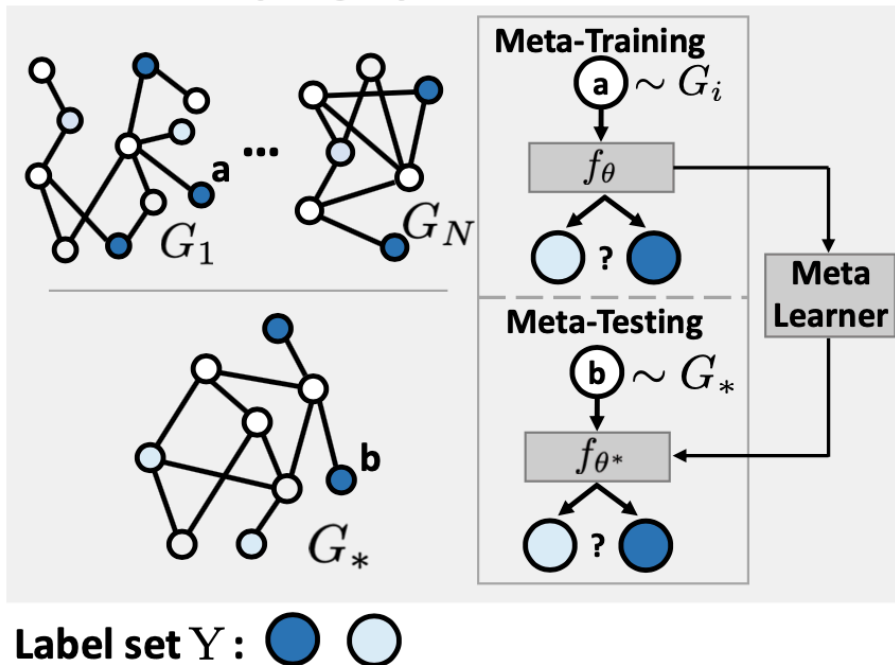 a
...
G_1
G_N
b
G_*
Meta-Training
a ∼ G_i
f_θ
?
Meta-Testing
b ∼ G_*
f_θ*
?
Meta
Learner
Label set Y :